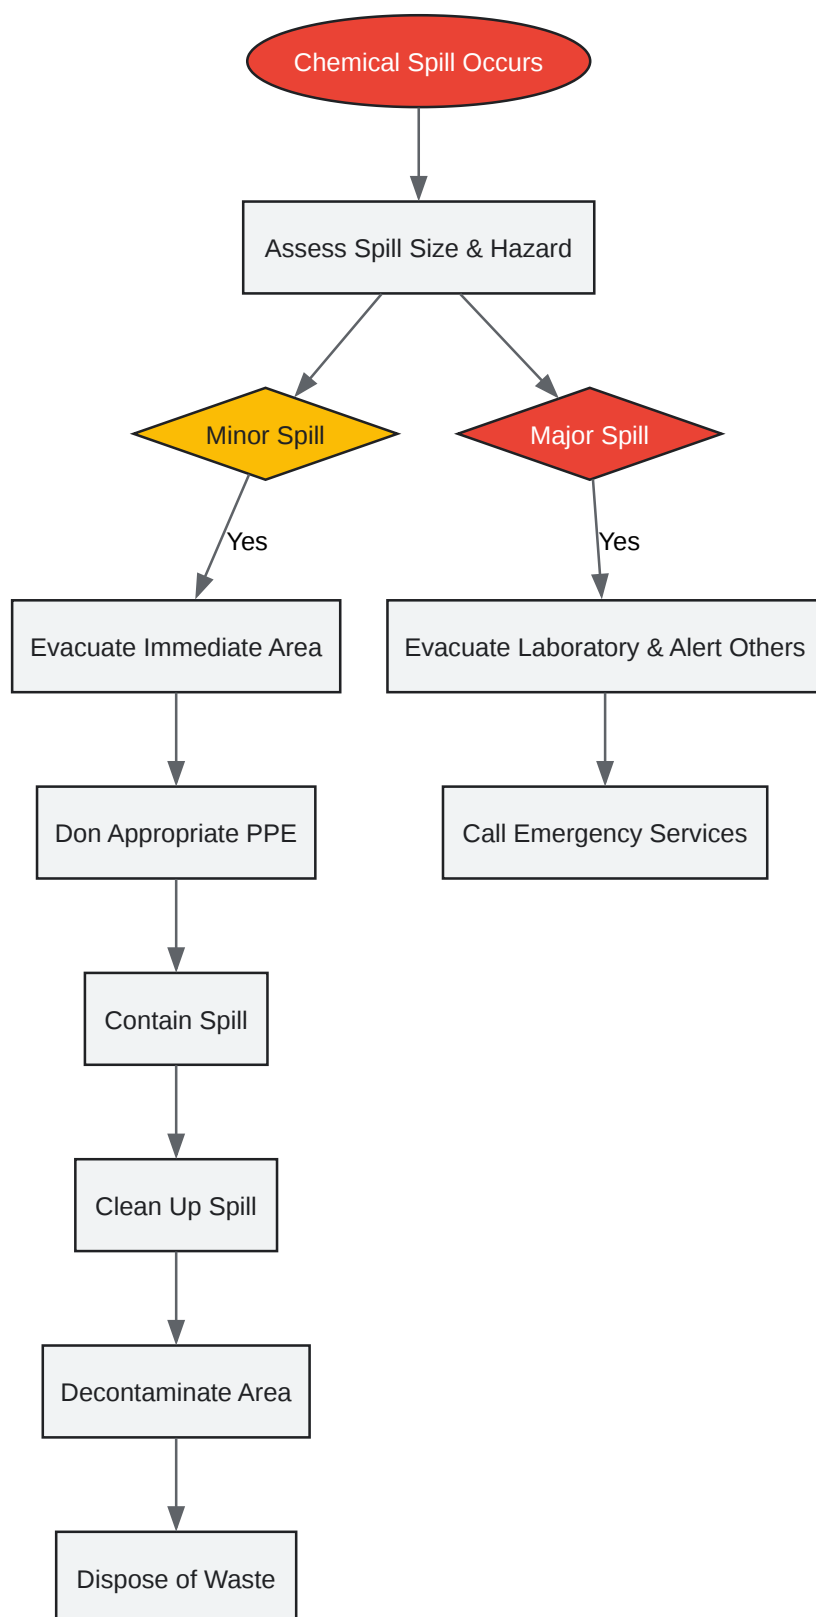 Chemical Spill Occurs
Assess Spill Size & Hazard
Minor Spill
Major Spill
Yes
Yes
Evacuate Immediate Area
Evacuate Laboratory & Alert Others
Don Appropriate PPE
Call Emergency Services
Contain Spill
Clean Up Spill
Decontaminate Area
Dispose of Waste